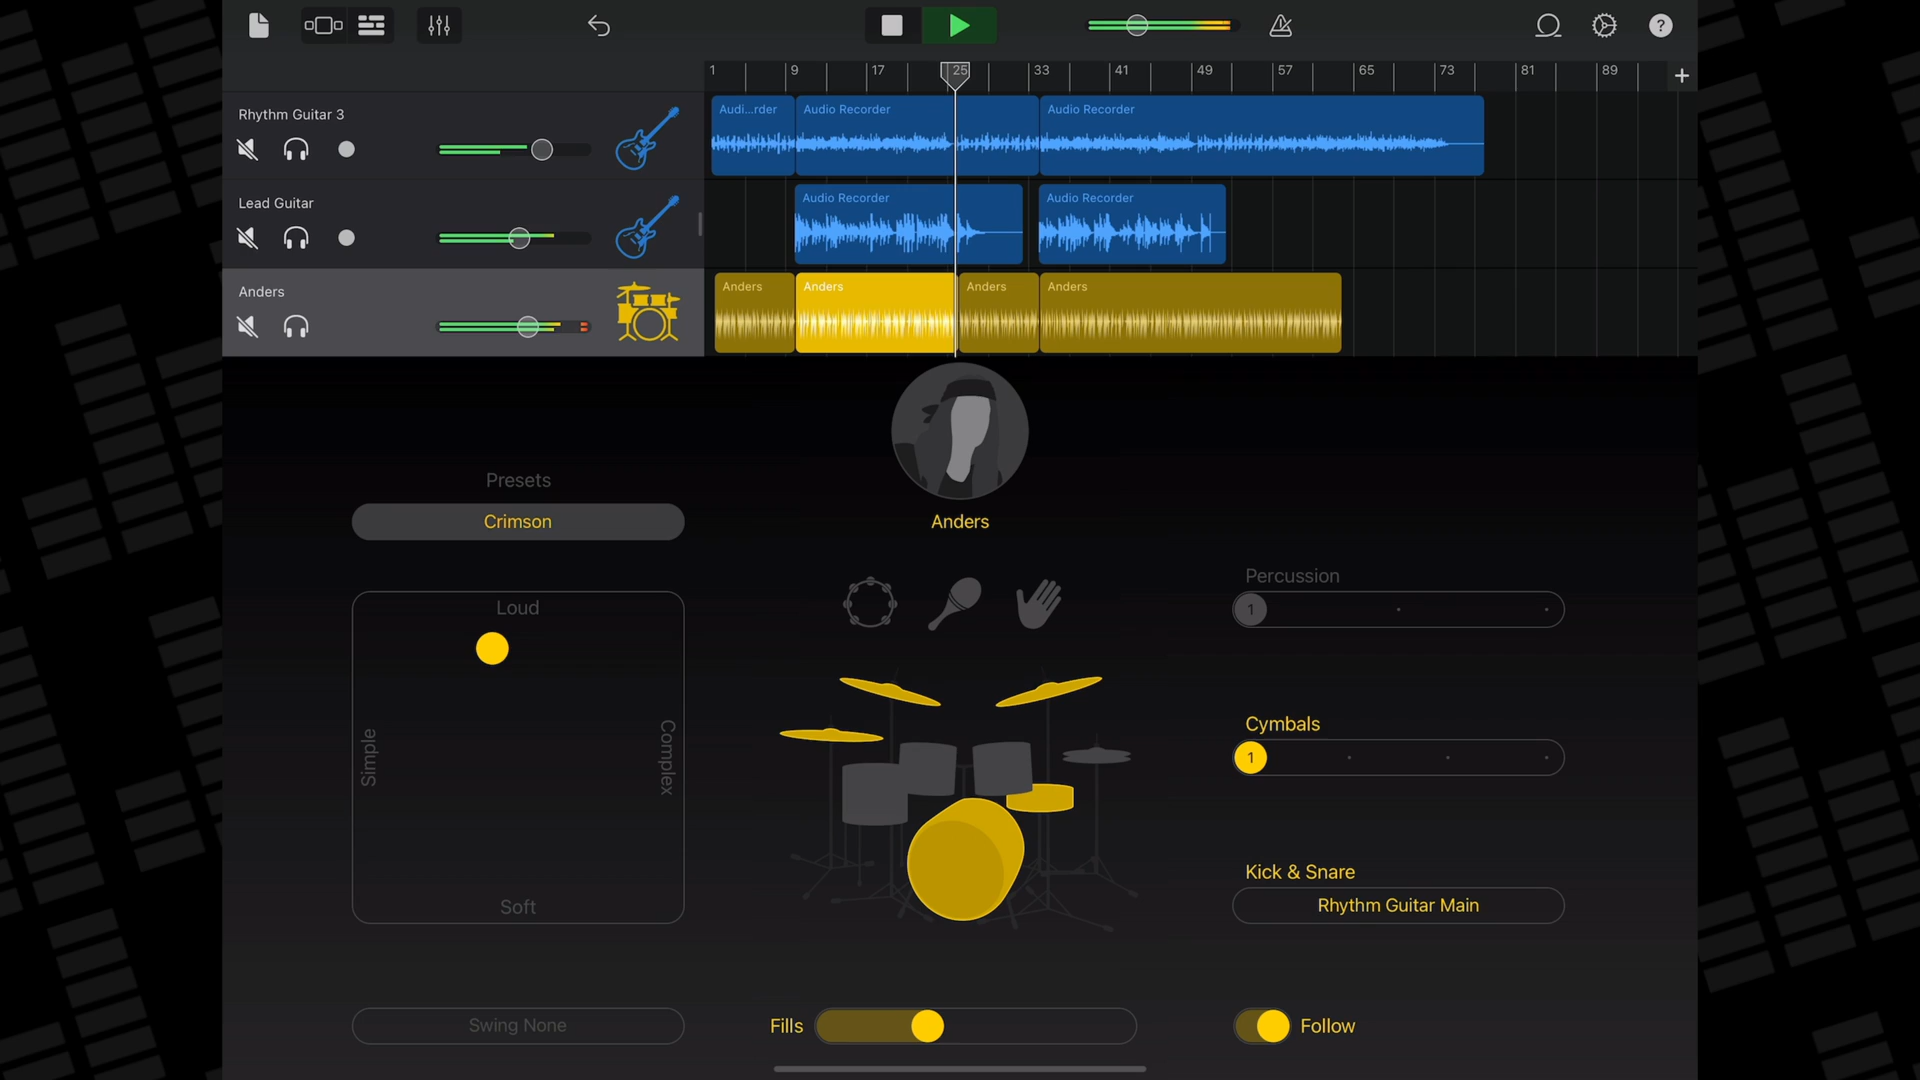 1 9 17 25 33 41 49 57 65 73 81 89
Rhythm Guitar 3
Audi...rder Audio Recorder Audio Recorder
Lead Guitar
Audio Recorder Audio Recorder
Anders
Anders Anders Anders Anders
Presets
Crimson
Anders
Loud
Simple
Complex
Soft
Swing None
Percussion
1
Cymbals
1
Kick & Snare
Rhythm Guitar Main
Fills
Follow